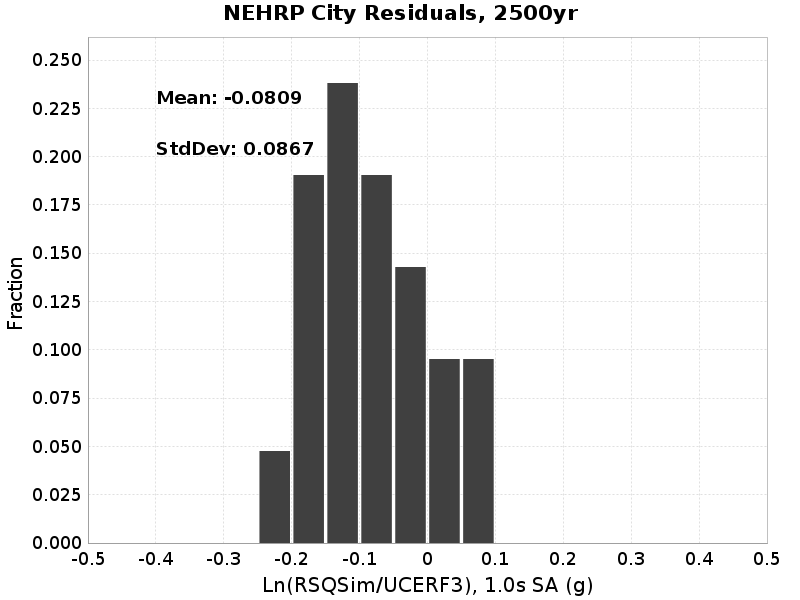 NEHRP City Residuals, 2500yr
0.250
0.225
0.200
0.175
0.150
0.125
0.100
0.075
0.050
0.025
0.000
Fraction
Mean: -0.0809
StdDev: 0.0867
-0.5 -0.4 -0.3 -0.2 -0.1 0 0.1 0.2 0.3 0.4 0.5
Ln(RSQSim/UCERF3), 1.0s SA (g)